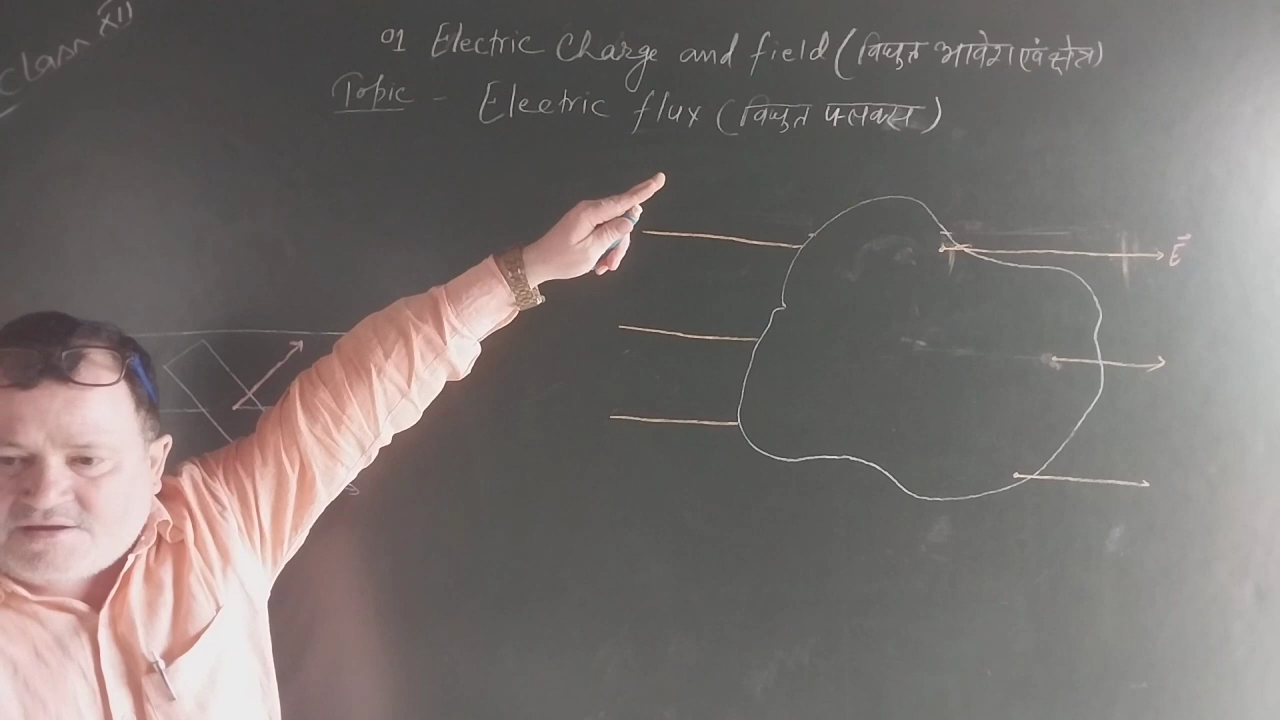 Class XII
01 Electric Charge and field (विद्युत आवेश एवं क्षेत्र)
Topic - Electric flux (विद्युत फ्लक्स)
E⃗